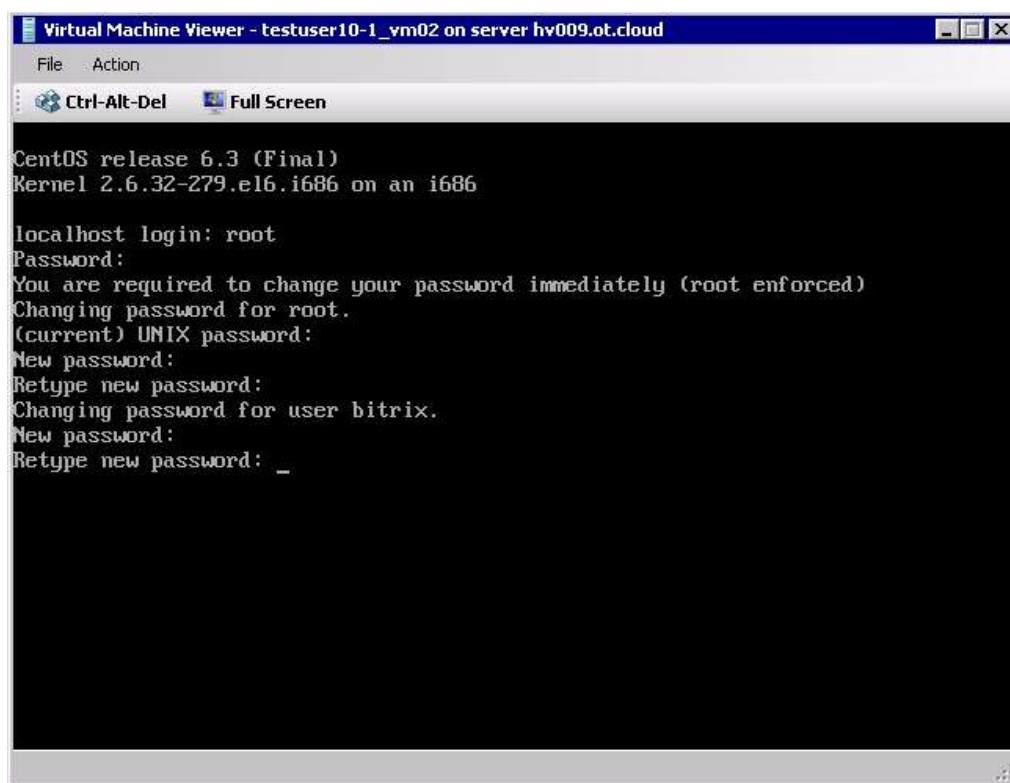 Virtual Machine Viewer - testuser10-1_vm02 on server hv009.ot.cloud
File Action
Ctrl-Alt-Del Full Screen
CentOS release 6.3 (Final)
Kernel 2.6.32-279.el6.i686 on an i686
localhost login: root
Password:
You are required to change your password immediately (root enforced)
Changing password for root.
(current) UNIX password:
New password:
Retype new password:
Changing password for user bitrix.
New password:
Retype new password: _